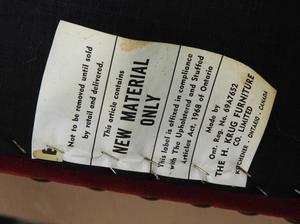 Not to be removed until sold
by retail and delivered.
This article contains
NEW MATERIAL
ONLY
This label is affixed in compliance
with The Upholstered and Stuffed
Articles Act, 1968 of Ontario
Made by
Ont. Reg. No. 69A7652
THE H. KRUG FURNITURE
CO. LIMITED
KITCHENER - ONTARIO - CANADA